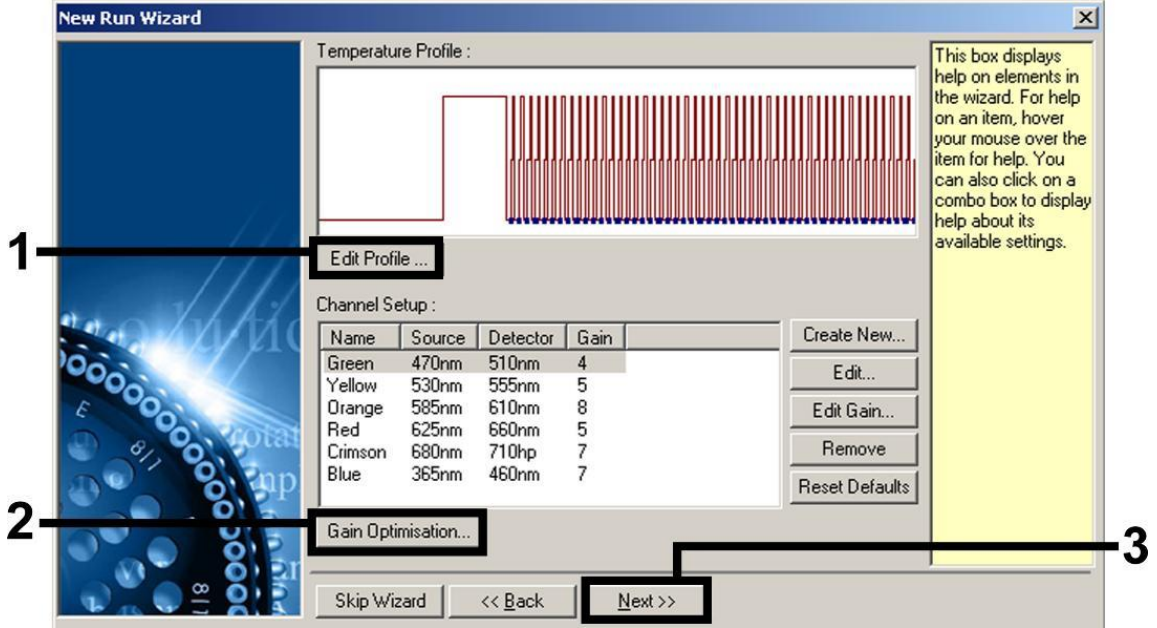 New Run Wizard
Temperature Profile :
This box displays
help on elements in
the wizard. For help
on an item, hover
your mouse over the
item for help. You
can also click on a
combo box to display
help about its
available settings.
1
Edit Profile ...
Channel Setup :
Name Source Detector Gain
Green 470nm 510nm 4
Yellow 530nm 555nm 5
Orange 585nm 610nm 8
Red 625nm 660nm 5
Crimson 680nm 710hp 7
Blue 365nm 460nm 7
Create New...
Edit...
Edit Gain...
Remove
Reset Defaults
2
Gain Optimisation...
3
Skip Wizard
<< Back
Next >>
E
8/1
8/1